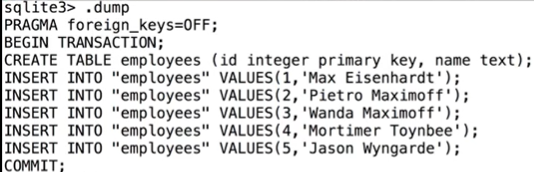 sqlite3> .dump
PRAGMA foreign_keys=OFF;
BEGIN TRANSACTION;
CREATE TABLE employees (id integer primary key, name text);
INSERT INTO "employees" VALUES(1,'Max Eisenhardt');
INSERT INTO "employees" VALUES(2,'Pietro Maximoff');
INSERT INTO "employees" VALUES(3,'Wanda Maximoff');
INSERT INTO "employees" VALUES(4,'Mortimer Toynbee');
INSERT INTO "employees" VALUES(5,'Jason Wyngarde');
COMMIT;